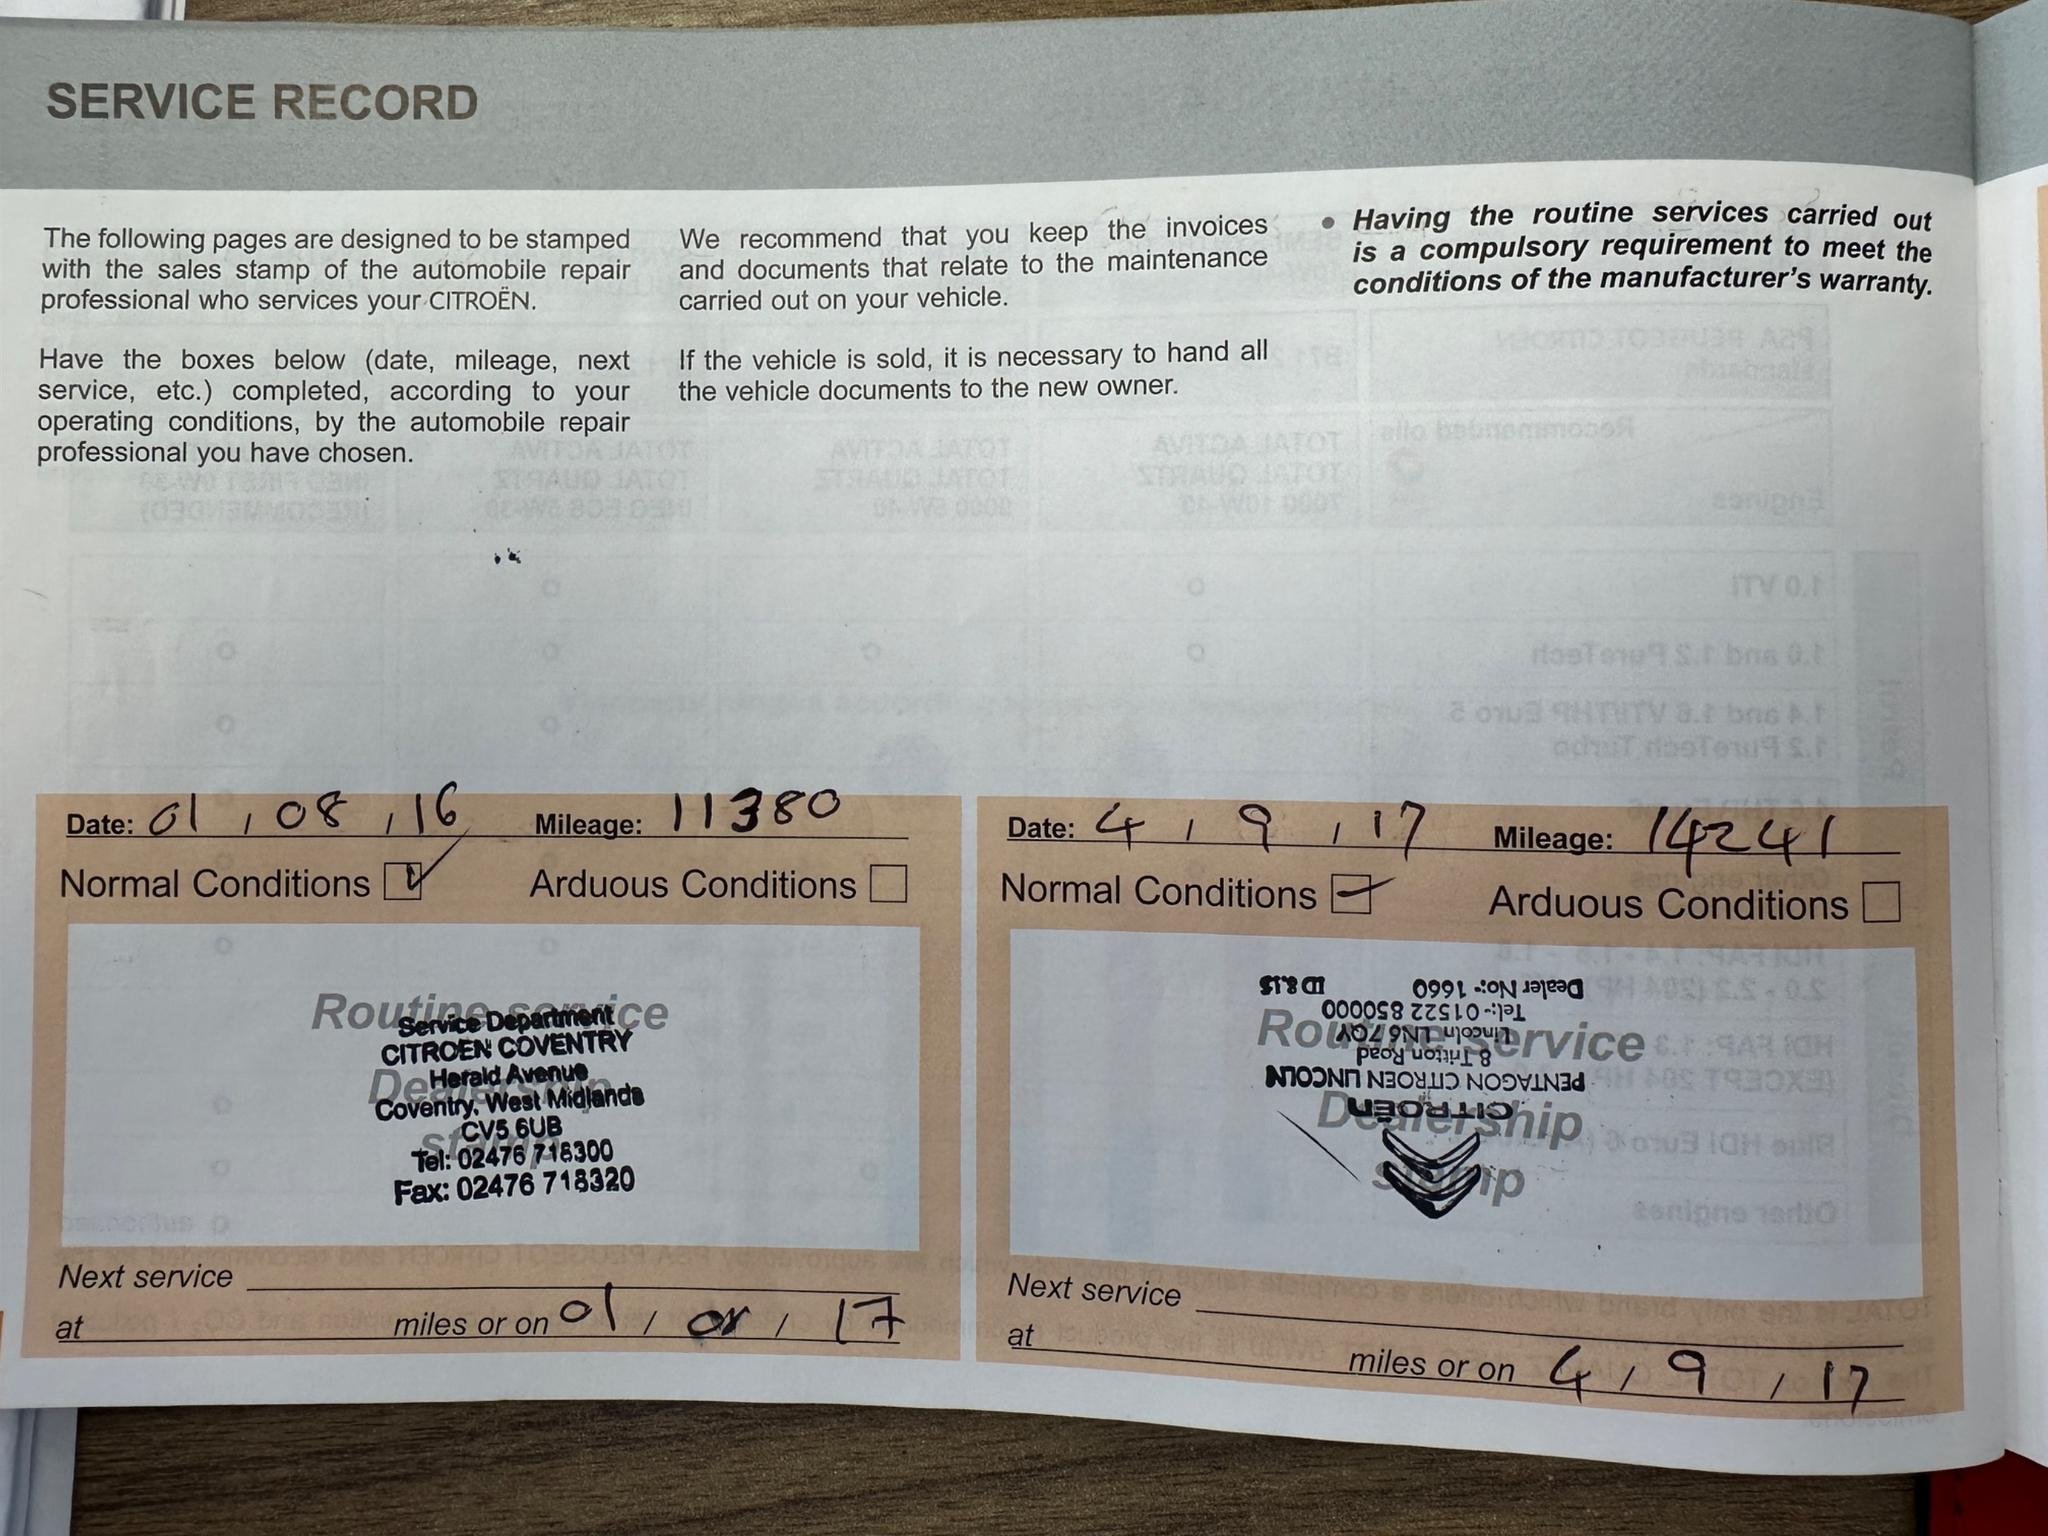 SERVICE RECORD
The following pages are designed to be stamped
with the sales stamp of the automobile repair
professional who services your CITROËN.
Have the boxes below (date, mileage, next
service, etc.) completed, according to your
operating conditions, by the automobile repair
professional you have chosen.
We recommend that you keep the invoices
and documents that relate to the maintenance
carried out on your vehicle.
If the vehicle is sold, it is necessary to hand all
the vehicle documents to the new owner.
• Having the routine services carried out
is a compulsory requirement to meet the
conditions of the manufacturer's warranty.
Date: 01 / 08 / 16 Mileage: 11380
Normal Conditions Arduous Conditions
Routine service
Dealership
stamp
Service Department
CITROEN COVENTRY
Herald Avenue
Coventry, West Midlands
CV5 6UB
Tel: 02476 718300
Fax: 02476 718320
Next service
at miles or on 01 / / 17
Date: 4 / 9 / 17 Mileage: 14241
Normal Conditions Arduous Conditions
Routine service
Dealership
stamp
CITROËN
PENTAGON CITROEN LINCOLN
8 Tritton Road
Lincoln LN6 7QY
Tel:-01522 850000
Dealer No:-1660
Next service
at miles or on 4 / 9 / 17